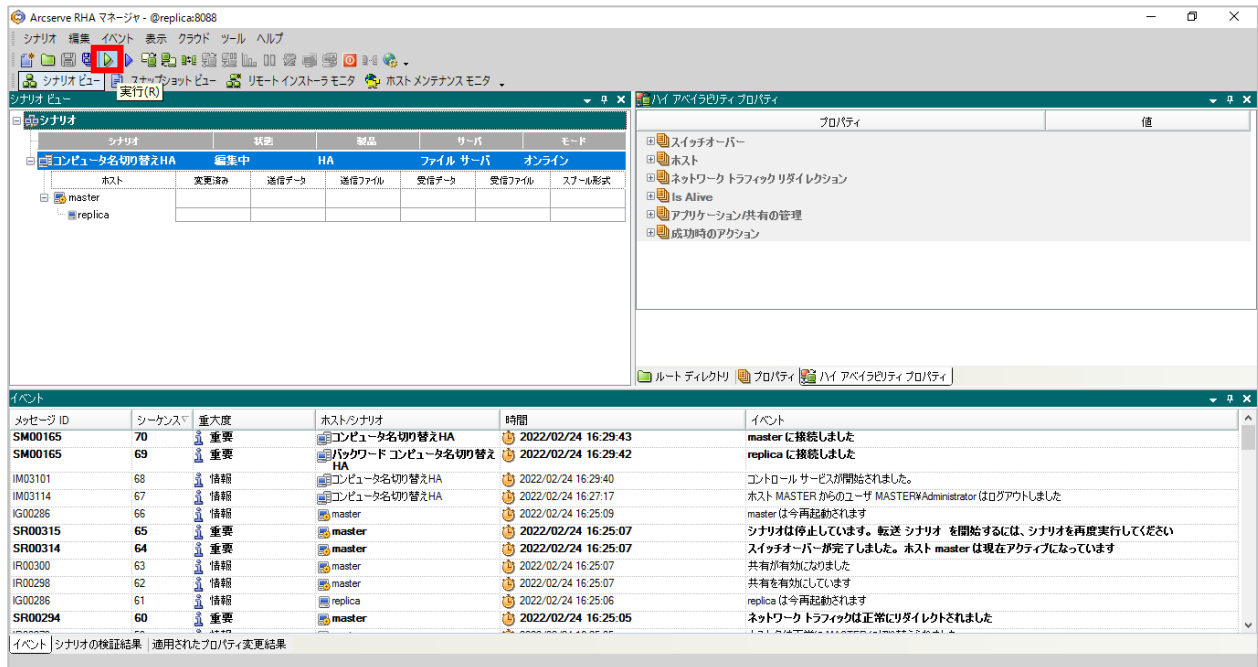 Arcserve RHA マネージャ - @replica:8088
シナリオ 編集 イベント 表示 クラウド ツール ヘルプ
シナリオ ビュー スナップショット ビュー リモート インストーラ モニタ ホスト メンテナンス モニタ
実行(R)
シナリオ ビュー
シナリオ
シナリオ 状態 製品 サーバ モード
コンピュータ名切り替えHA 編集中 HA ファイル サーバ オンライン
ホスト 変更済み 送信データ 送信ファイル 受信データ 受信ファイル スプール形式
master
replica
ハイ アベイラビリティ プロパティ
プロパティ 値
スイッチオーバー
ホスト
ネットワーク トラフィック リダイレクション
Is Alive
アプリケーション/共有の管理
成功時のアクション
ルート ディレクトリ プロパティ ハイ アベイラビリティ プロパティ
イベント
メッセージ ID シーケンス 重大度 ホスト/シナリオ 時間 イベント
SM00165 70 重要 コンピュータ名切り替えHA 2022/02/24 16:29:43 master に接続しました
SM00165 69 重要 バックワード コンピュータ名切り替え HA 2022/02/24 16:29:42 replica に接続しました
IM03101 68 情報 コンピュータ名切り替えHA 2022/02/24 16:29:40 コントロール サービスが開始されました。
IM03114 67 情報 コンピュータ名切り替えHA 2022/02/24 16:27:17 ホスト MASTER からのユーザ MASTER¥Administrator はログアウトしました
IG00286 66 情報 master 2022/02/24 16:25:09 master は今再起動されます
SR00315 65 重要 master 2022/02/24 16:25:07 シナリオは停止しています。転送 シナリオ を開始するには、シナリオを再度実行してください
SR00314 64 重要 master 2022/02/24 16:25:07 スイッチオーバーが完了しました。ホスト master は現在アクティブになっています
IR00300 63 情報 master 2022/02/24 16:25:07 共有が有効になりました
IR00298 62 情報 master 2022/02/24 16:25:07 共有を有効にしています
IG00286 61 情報 replica 2022/02/24 16:25:06 replica は今再起動されます
SR00294 60 重要 master 2022/02/24 16:25:05 ネットワーク トラフィックは正常にリダイレクトされました
イベント シナリオの検証結果 適用されたプロパティ変更結果